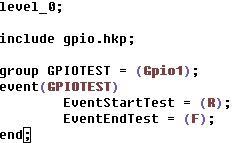 level_0;
include gpio.hkp;
group GPIOTEST = (Gpio1);
event(GPIOTEST)
EventStartTest = (R);
EventEndTest = (F);
end;